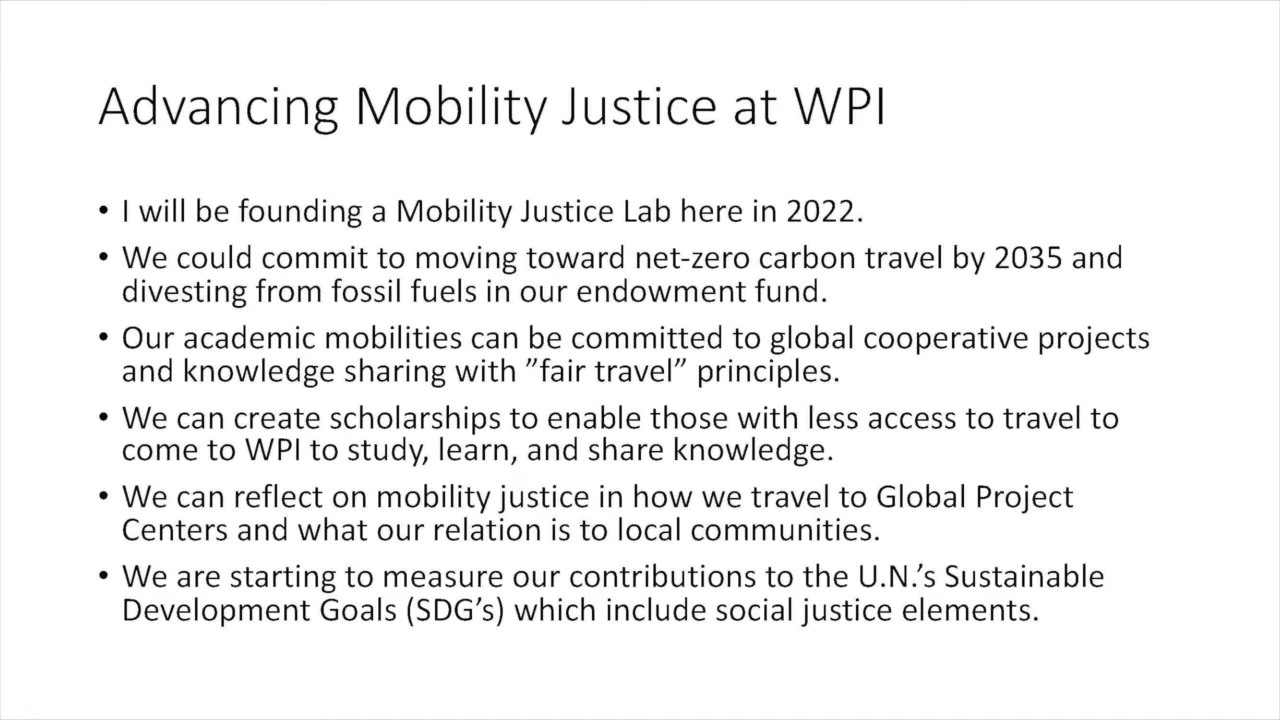 Advancing Mobility Justice at WPI
• I will be founding a Mobility Justice Lab here in 2022.
• We could commit to moving toward net-zero carbon travel by 2035 and
divesting from fossil fuels in our endowment fund.
• Our academic mobilities can be committed to global cooperative projects
and knowledge sharing with ”fair travel” principles.
• We can create scholarships to enable those with less access to travel to
come to WPI to study, learn, and share knowledge.
• We can reflect on mobility justice in how we travel to Global Project
Centers and what our relation is to local communities.
• We are starting to measure our contributions to the U.N.’s Sustainable
Development Goals (SDG’s) which include social justice elements.